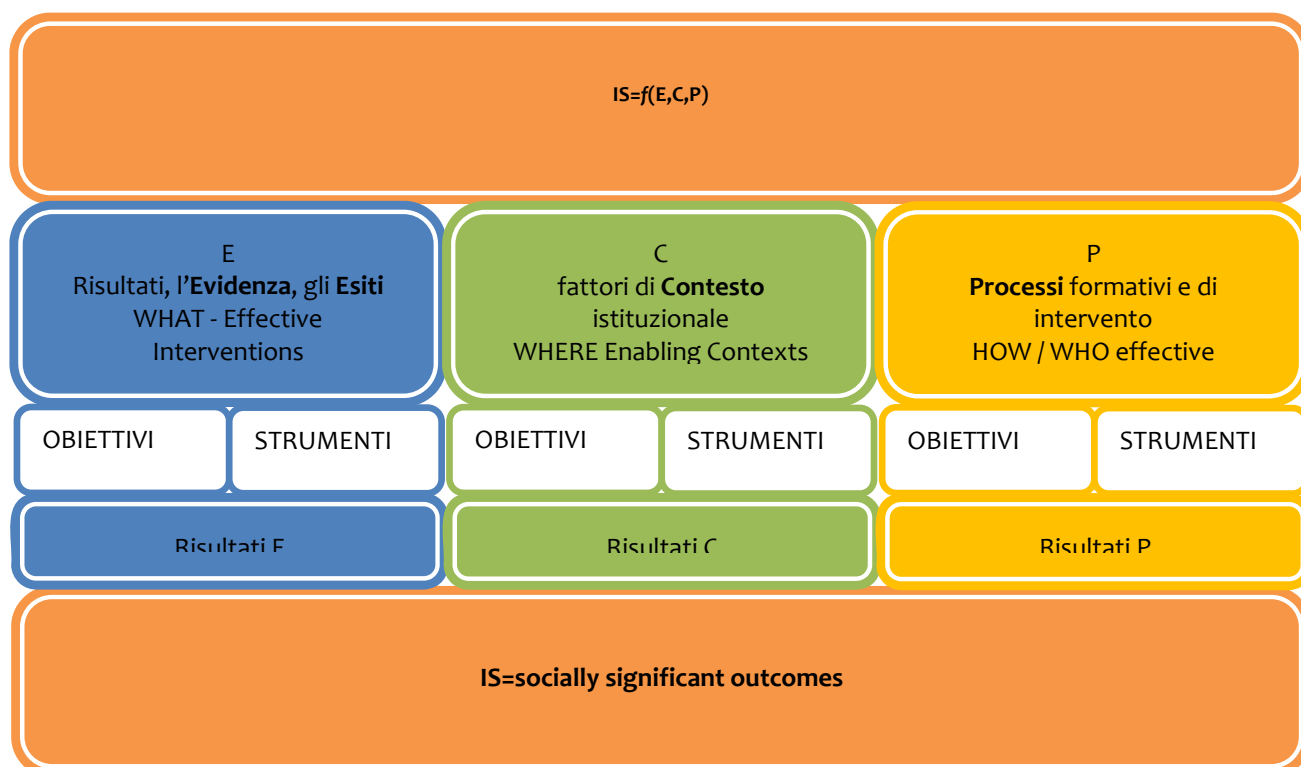 IS=f(E,C,P)
E
Risultati, l'Evidenza, gli Esiti
WHAT - Effective
Interventions
C
fattori di Contesto
istituzionale
WHERE Enabling Contexts
P
Processi formativi e di
intervento
HOW / WHO effective
OBIETTIVI
STRUMENTI
OBIETTIVI
STRUMENTI
OBIETTIVI
STRUMENTI
Risultati E
Risultati C
Risultati P
IS=socially significant outcomes